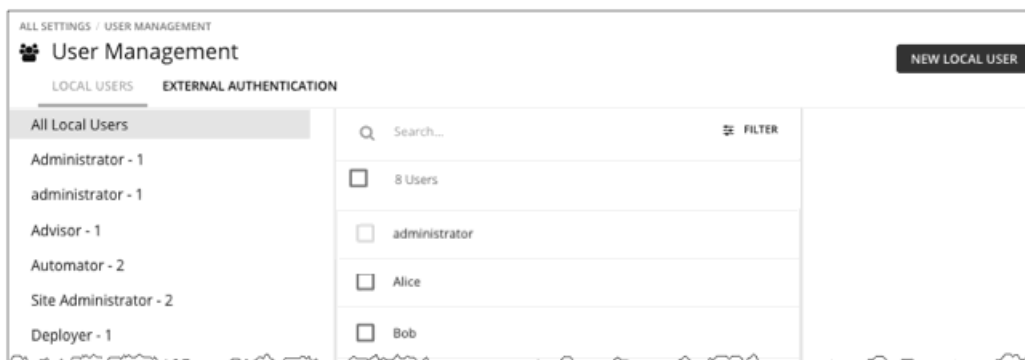 ALL SETTINGS / USER MANAGEMENT
User Management
NEW LOCAL USER
LOCAL USERS EXTERNAL AUTHENTICATION
All Local Users
Administrator - 1
administrator - 1
Advisor - 1
Automator - 2
Site Administrator - 2
Deployer - 1
Search... FILTER
8 Users
administrator
Alice
Bob